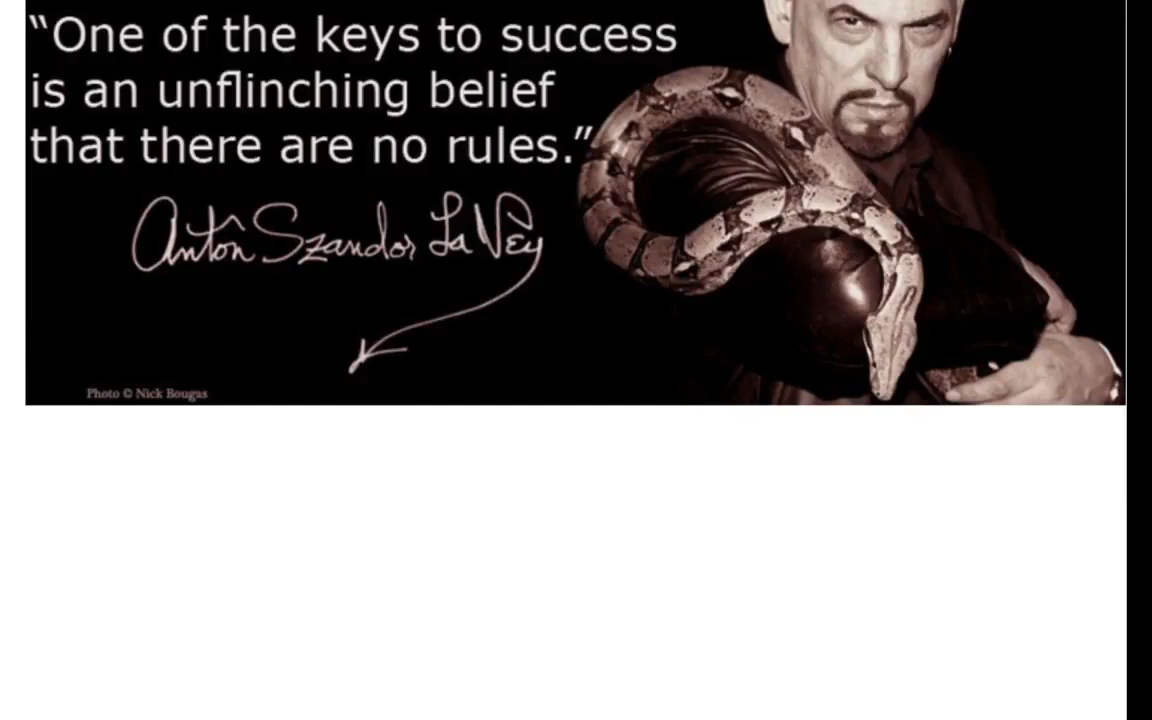 “One of the keys to success
is an unflinching belief
that there are no rules.”
Anton Szandor LaVey
Photo © Nick Bougas